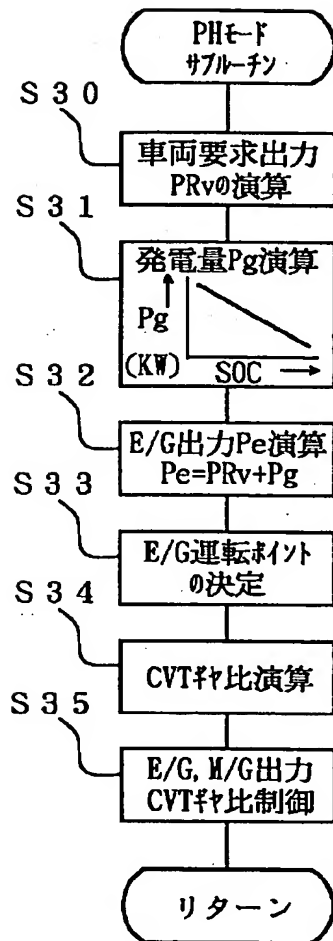 PHモード
サブルーチン
S30
車両要求出力
PRvの演算
S31
発電量Pg演算
Pg
(KW)
SOC
S32
E/G出力Pe演算
Pe=PRv+Pg
S33
E/G運転ポイント
の決定
S34
CVTギヤ比演算
S35
E/G, M/G出力
CVTギヤ比制御
リターン